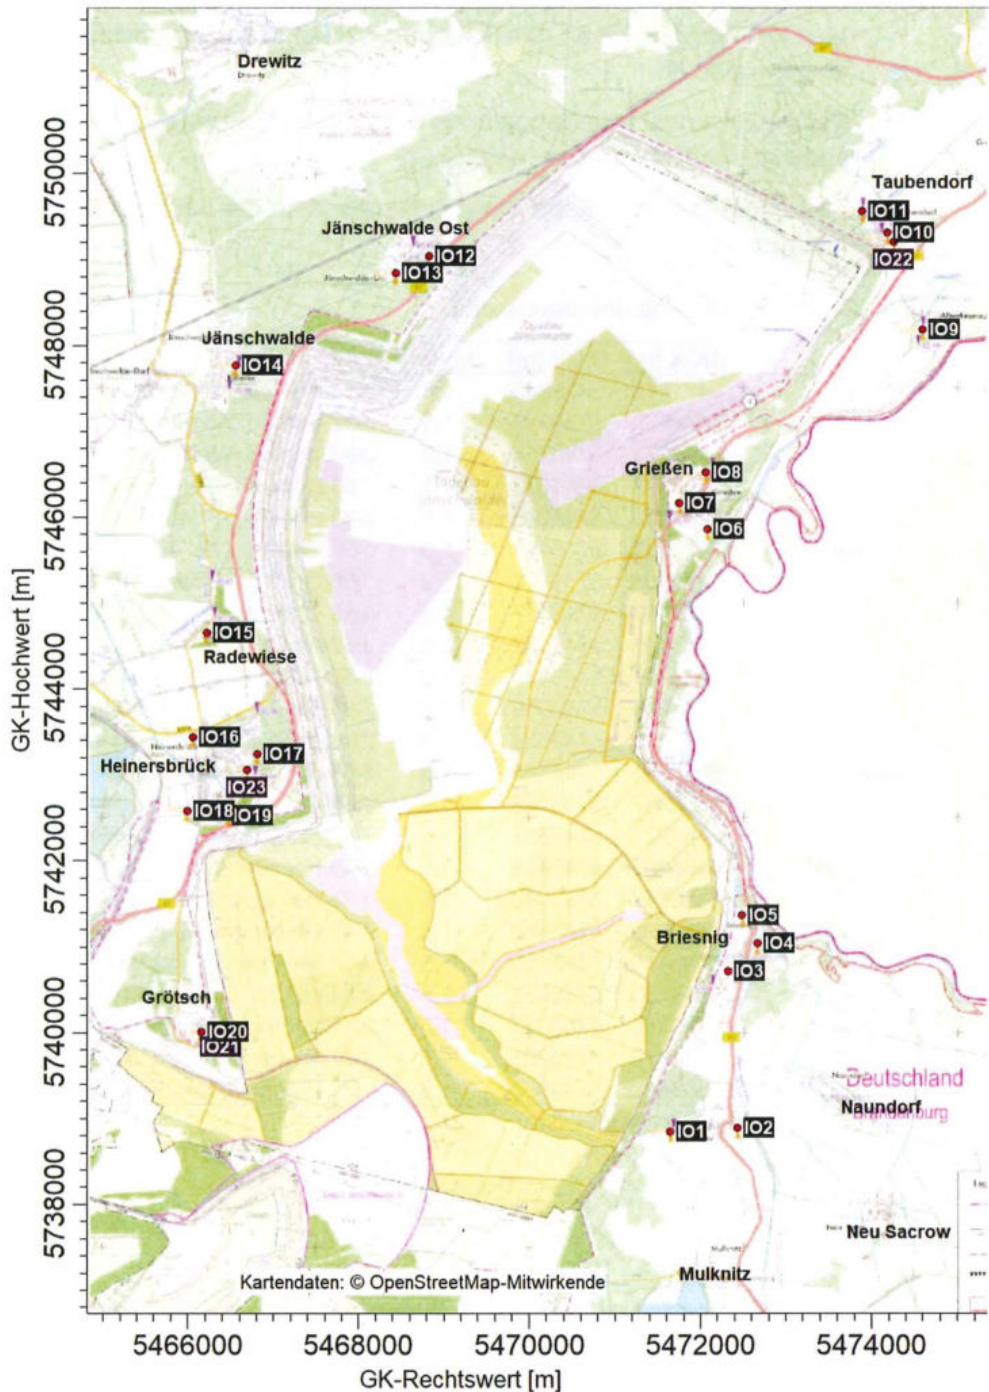 Drewitz
Drewitz
5750000
Taubendorf
IO11
IO10
Jänschwalde Ost
IO12
IO22
IO13
5748000
Jänschwalde
IO9
IO14
Grießen
IO8
IO7
5746000
IO6
IO15
Radewiese
5744000
GK-Hochwert [m]
IO16
IO17
Heinersbrück
IO23
IO18
IO19
5742000
IO5
Briesnig
IO4
IO3
Grötsch
IO20
5740000
IO21
Deutschland
Naundorf
Brandenburg
IO1
IO2
5738000
Neu Sacrow
Mulknitz
Mulknitz
Kartendaten: © OpenStreetMap-Mitwirkende
5466000
5468000
5470000
5472000
5474000
GK-Rechtswert [m]